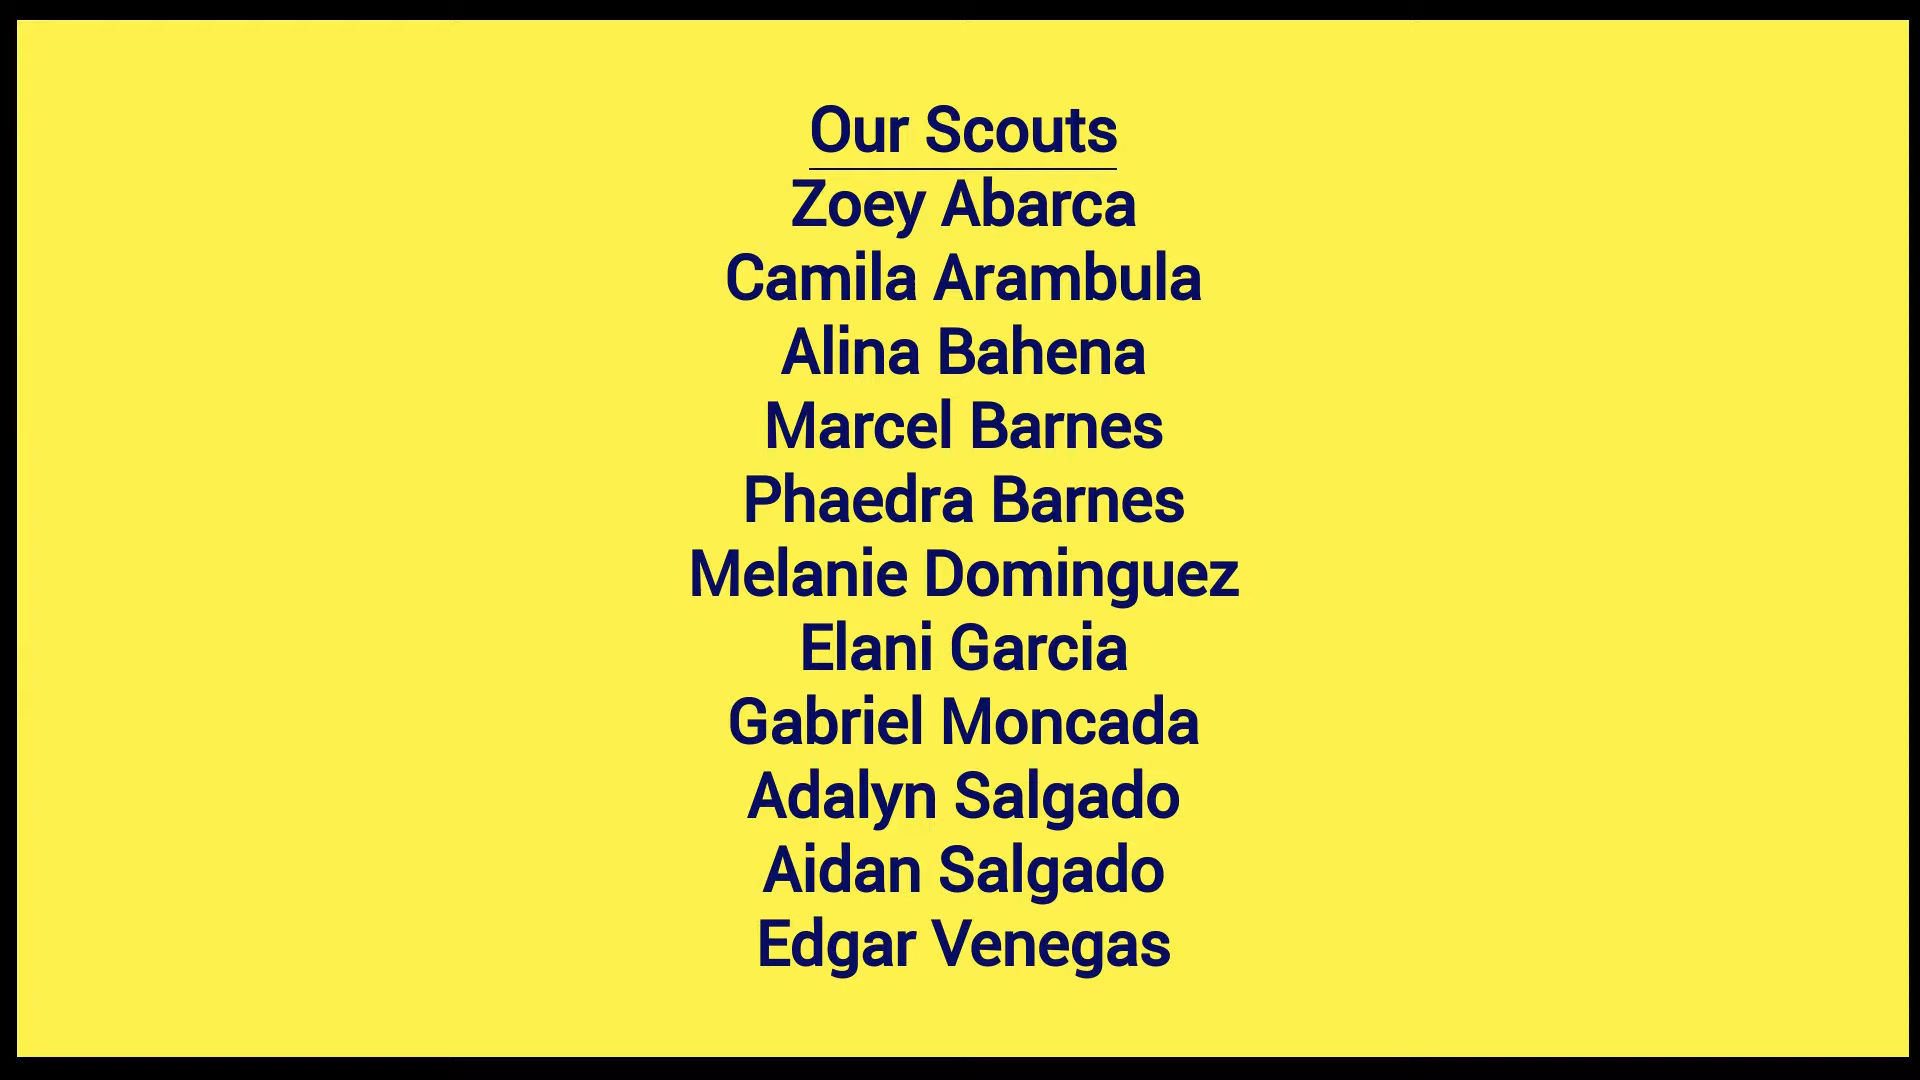 Our Scouts
Zoey Abarca
Camila Arambula
Alina Bahena
Marcel Barnes
Phaedra Barnes
Melanie Dominguez
Elani Garcia
Gabriel Moncada
Adalyn Salgado
Aidan Salgado
Edgar Venegas